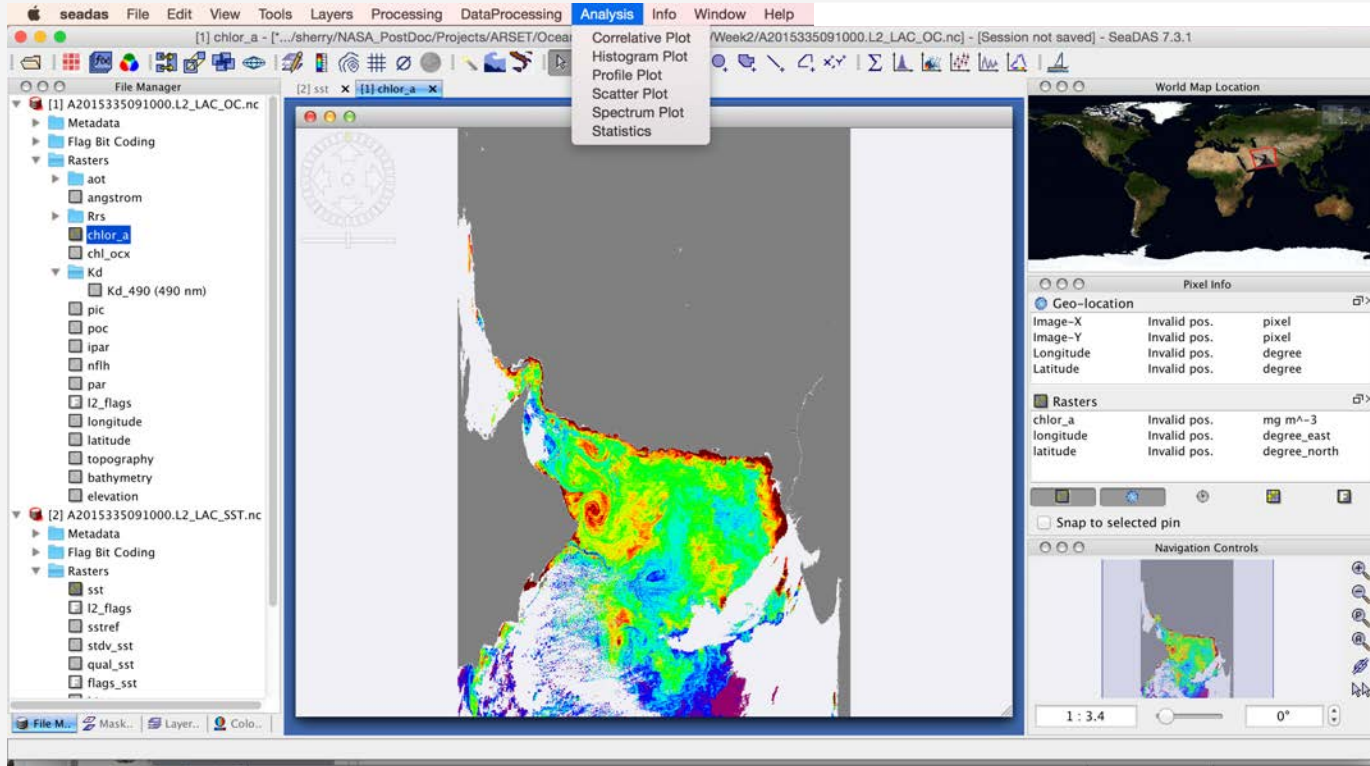 seadas File Edit View Tools Layers Processing DataProcessing Analysis Info Window Help
[1] chlor_a - [*.../sherry/NASA_PostDoc/Projects/ARSET/Ocean
/Week2/A2015335091000.L2_LAC_OC.nc] - [Session not saved] - SeaDAS 7.3.1
Correlative Plot
Histogram Plot
Profile Plot
Scatter Plot
Spectrum Plot
Statistics
File Manager
[1] A2015335091000.L2_LAC_OC.nc
Metadata
Flag Bit Coding
Rasters
aot
angstrom
Rrs
chlor_a
chl_ocx
Kd
Kd_490 (490 nm)
pic
poc
ipar
nflh
par
l2_flags
longitude
latitude
topography
bathymetry
elevation
[2] A2015335091000.L2_LAC_SST.nc
Metadata
Flag Bit Coding
Rasters
sst
l2_flags
sstref
stdv_sst
qual_sst
flags_sst
File M.. Mask.. Layer.. Colo..
[2] sst [1] chlor_a
World Map Location
Pixel Info
Geo-location
Image-X Invalid pos. pixel
Image-Y Invalid pos. pixel
Longitude Invalid pos. degree
Latitude Invalid pos. degree
Rasters
chlor_a Invalid pos. mg m^-3
longitude Invalid pos. degree_east
latitude Invalid pos. degree_north
Snap to selected pin
Navigation Controls
1 : 3.4 0°